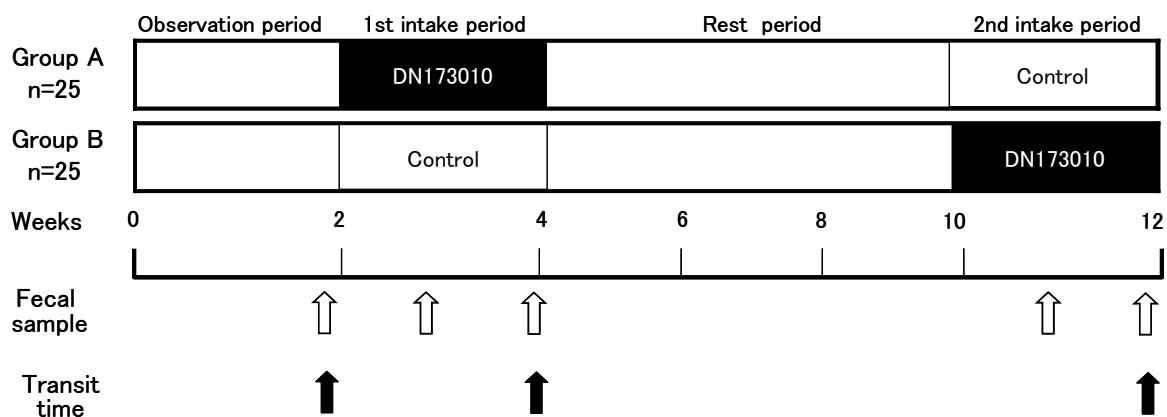 Observation period 1st intake period Rest period 2nd intake period
Group A
n=25
DN173010
Control
Group B
n=25
Control
DN173010
Weeks 0 2 4 6 8 10 12
Fecal
sample
Transit
time